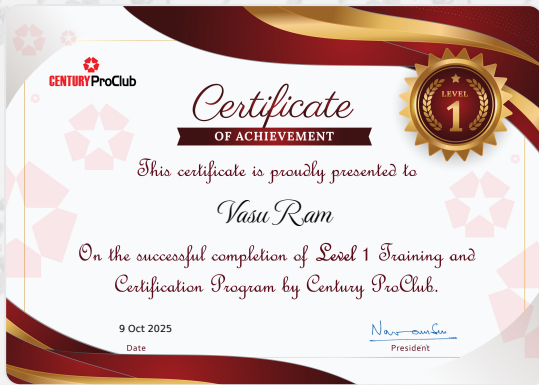 CENTURY ProClub
Certificate
OF ACHIEVEMENT
LEVEL
1
This certificate is proudly presented to
Vasu Ram
On the successful completion of Level 1 Training and
Certification Program by Century ProClub.
9 Oct 2025
Date
President